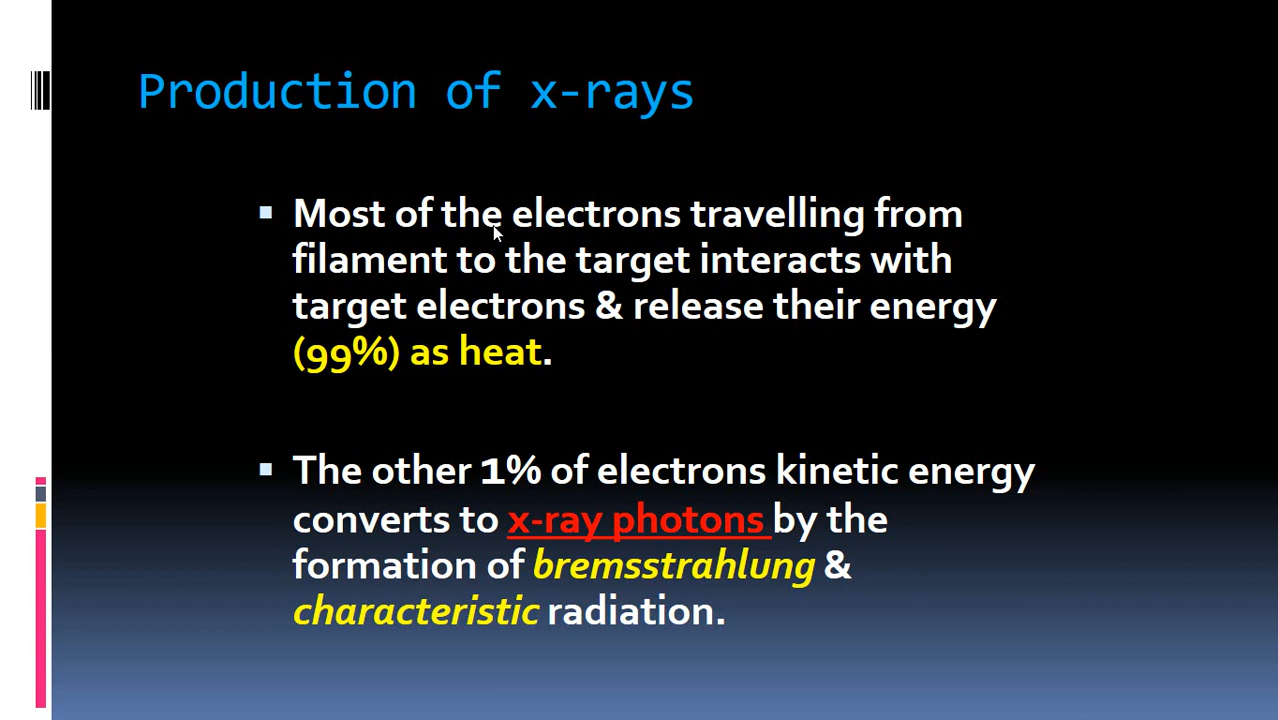 Production of x-rays
Most of the electrons travelling from
filament to the target interacts with
target electrons & release their energy
(99%) as heat.
The other 1% of electrons kinetic energy
converts to x-ray photons by the
formation of bremsstrahlung &
characteristic radiation.